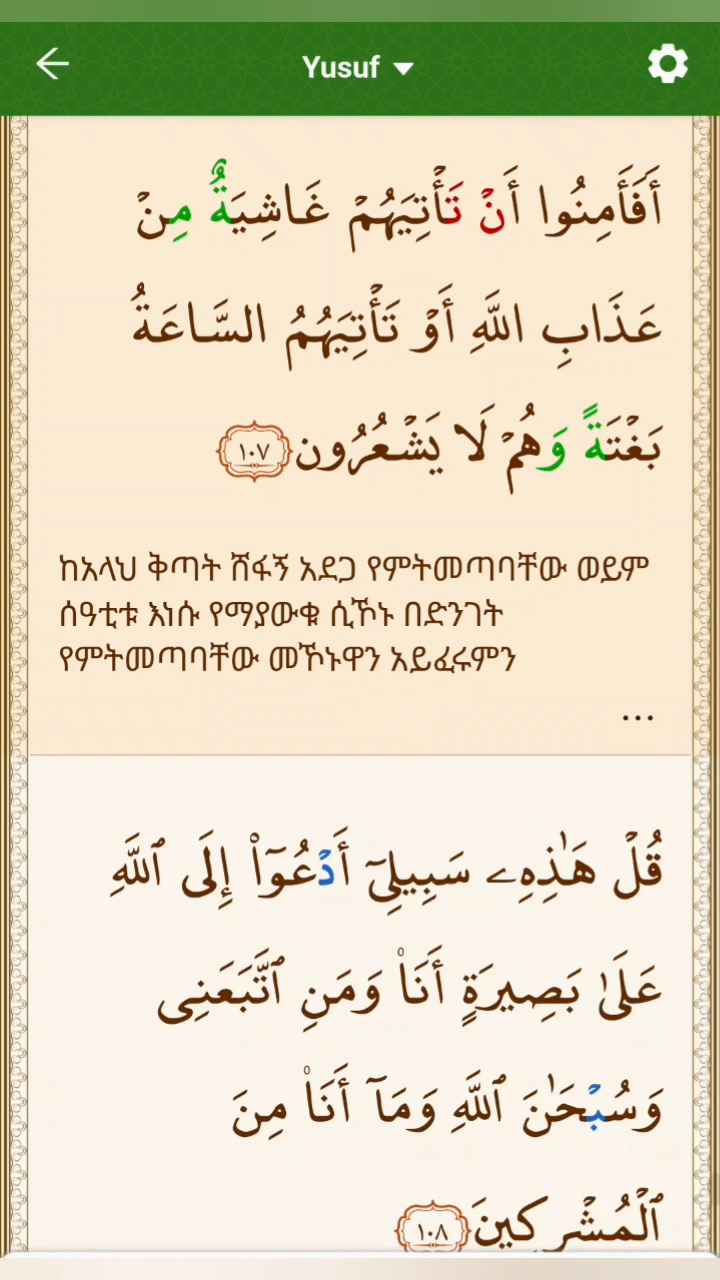 Yusuf
أَفَأَمِنُوا أَنْ تَأْتِيَهُمْ غَاشِيَةٌ مِنْ
عَذَابِ اللَّهِ أَوْ تَأْتِيَهُمُ السَّاعَةُ
بَغْتَةً وَهُمْ لَا يَشْعُرُون ١٠٧
ከአላህ ቅጣት ሸፋኝ አደጋ የምትመጣባቸው ወይም
ሰዓቲቱ እነሱ የማያውቁ ሲኾኑ በድንገት
የምትመጣባቸው መኾኑዋን አይፈሩምን
...
قُلْ هَـٰذِهِۦ سَبِيلِىٓ أَدْعُوٓا۟ إِلَى ٱللَّهِ
عَلَىٰ بَصِيرَةٍ أَنَا۠ وَمَنِ ٱتَّبَعَنِى
وَسُبْحَـٰنَ ٱللَّهِ وَمَآ أَنَا۠ مِنَ
ٱلْمُشْرِكِينَ ١٠٨